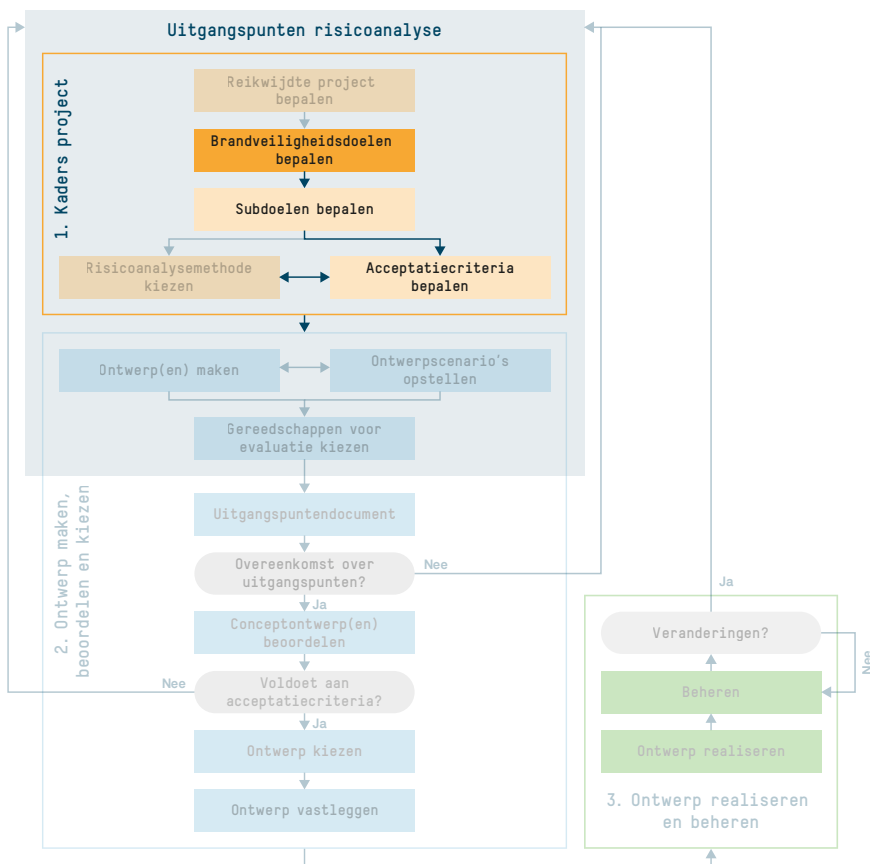 Uitgangspunten risicoanalyse
1. Kaders project
Reikwijdte project
bepalen
Brandveiligheidsdoelen
bepalen
Subdoelen bepalen
Risicoanalysemethode
kiezen
Acceptatiecriteria
bepalen
Ontwerp(en) maken
Ontwerpscenario's
opstellen
Gereedschappen voor
evaluatie kiezen
2. Ontwerp maken,
beoordelen en kiezen
Uitgangspuntendocument
Overeenkomst over
uitgangspunten?
Nee
Ja
Conceptontwerp(en)
beoordelen
Nee
Voldoet aan
acceptatiecriteria?
Ja
Ontwerp kiezen
Ontwerp vastleggen
Ja
Veranderingen?
Nee
Beheren
Ontwerp realiseren
3. Ontwerp realiseren
en beheren